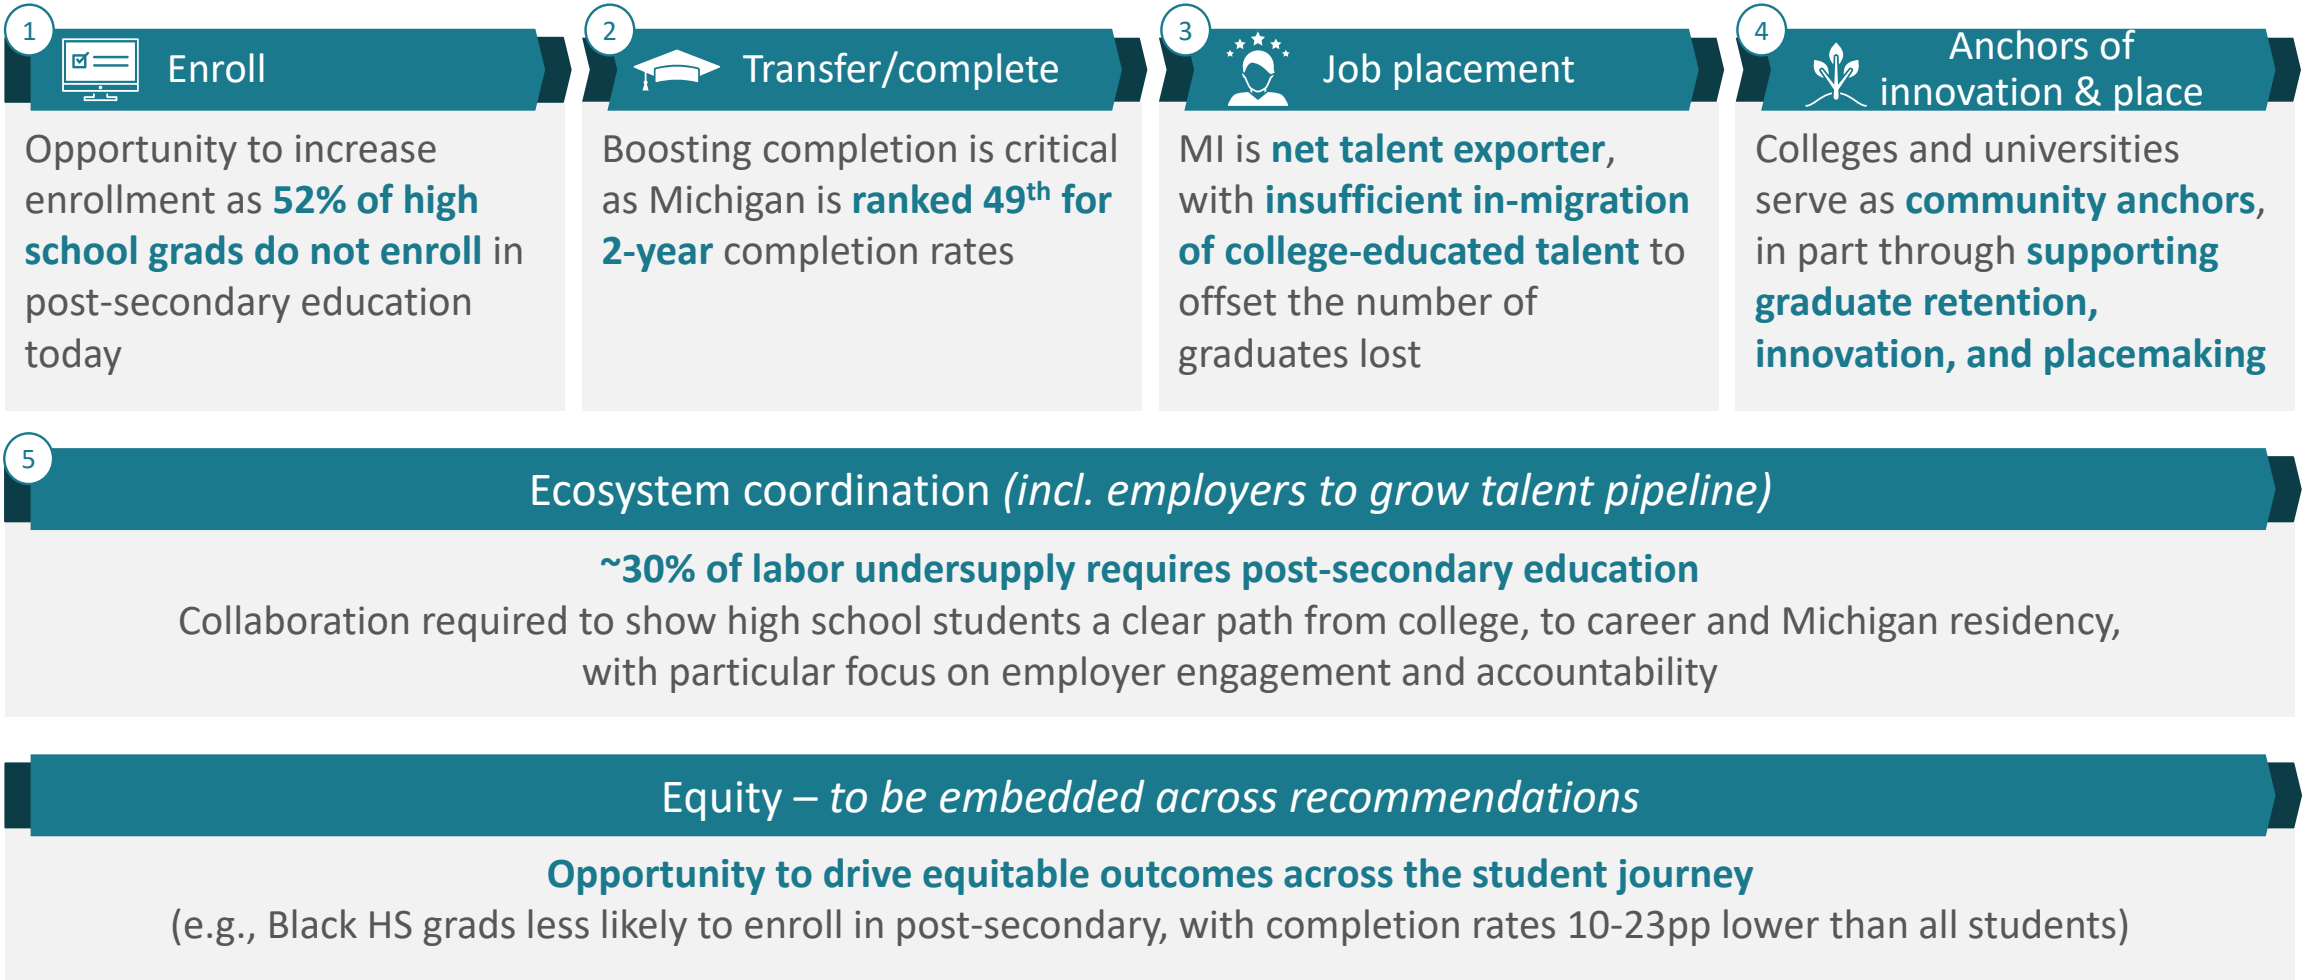 1
Enroll
Opportunity to increase
enrollment as 52% of high
school grads do not enroll in
post-secondary education
today
2
Transfer/complete
Boosting completion is critical
as Michigan is ranked 49th for
2-year completion rates
3
Job placement
MI is net talent exporter,
with insufficient in-migration
of college-educated talent to
offset the number of
graduates lost
4
Anchors of
innovation & place
Colleges and universities
serve as community anchors,
in part through supporting
graduate retention,
innovation, and placemaking
5
Ecosystem coordination (incl. employers to grow talent pipeline)
~30% of labor undersupply requires post-secondary education
Collaboration required to show high school students a clear path from college, to career and Michigan residency,
with particular focus on employer engagement and accountability
Equity – to be embedded across recommendations
Opportunity to drive equitable outcomes across the student journey
(e.g., Black HS grads less likely to enroll in post-secondary, with completion rates 10-23pp lower than all students)